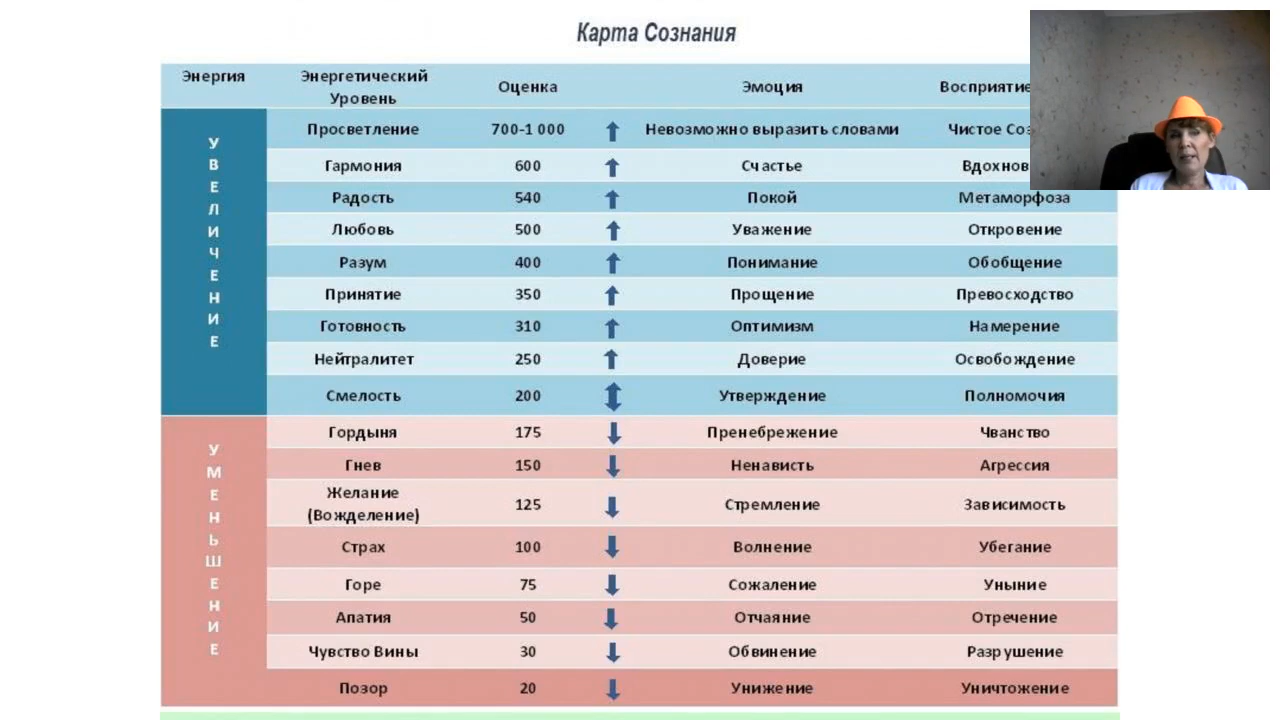 Карта Сознания
Энергия Энергетический Уровень Оценка Эмоция Восприятие
УВЕЛИЧЕНИЕ
Просветление 700-1 000 Невозможно выразить словами Чистое
Гармония 600 Счастье
Радость 540 Покой Метаморфоза
Любовь 500 Уважение Откровение
Разум 400 Понимание Обобщение
Принятие 350 Прощение Превосходство
Готовность 310 Оптимизм Намерение
Нейтралитет 250 Доверие Освобождение
Смелость 200 Утверждение Полномочия
УМЕНЬШЕНИЕ
Гордыня 175 Пренебрежение Чванство
Гнев 150 Ненависть Агрессия
Желание (Вожделение) 125 Стремление Зависимость
Страх 100 Волнение Убегание
Горе 75 Сожаление Уныние
Апатия 50 Отчаяние Отречение
Чувство Вины 30 Обвинение Разрушение
Позор 20 Унижение Уничтожение